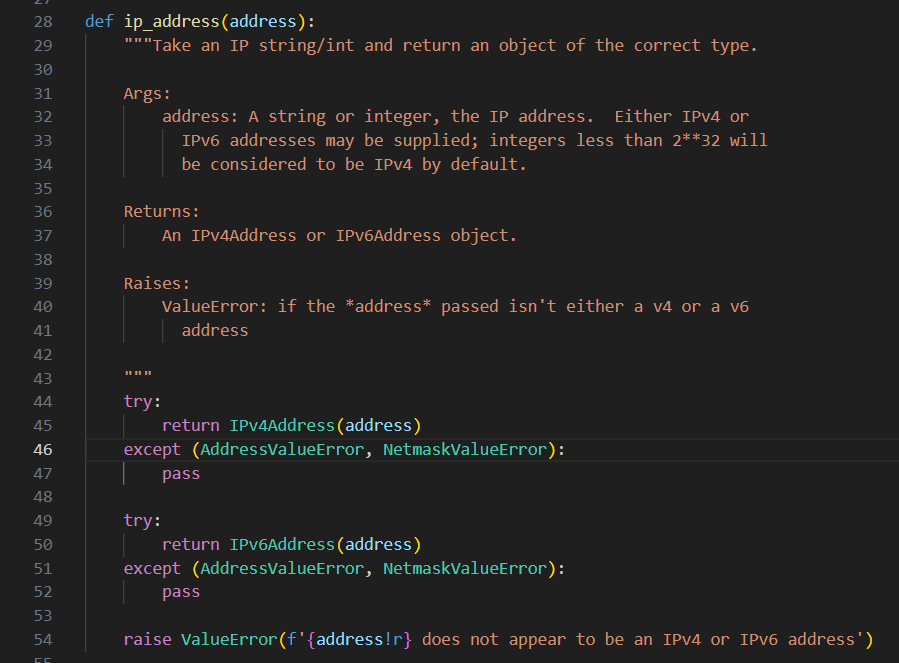 27
28 def ip_address(address):
29 """Take an IP string/int and return an object of the correct type.
30
31 Args:
32 address: A string or integer, the IP address.  Either IPv4 or
33 IPv6 addresses may be supplied; integers less than 2**32 will
34 be considered to be IPv4 by default.
35
36 Returns:
37 An IPv4Address or IPv6Address object.
38
39 Raises:
40 ValueError: if the *address* passed isn't either a v4 or a v6
41 address
42
43 """
44 try:
45 return IPv4Address(address)
46 except (AddressValueError, NetmaskValueError):
47 pass
48
49 try:
50 return IPv6Address(address)
51 except (AddressValueError, NetmaskValueError):
52 pass
53
54 raise ValueError(f'{address!r} does not appear to be an IPv4 or IPv6 address')
55